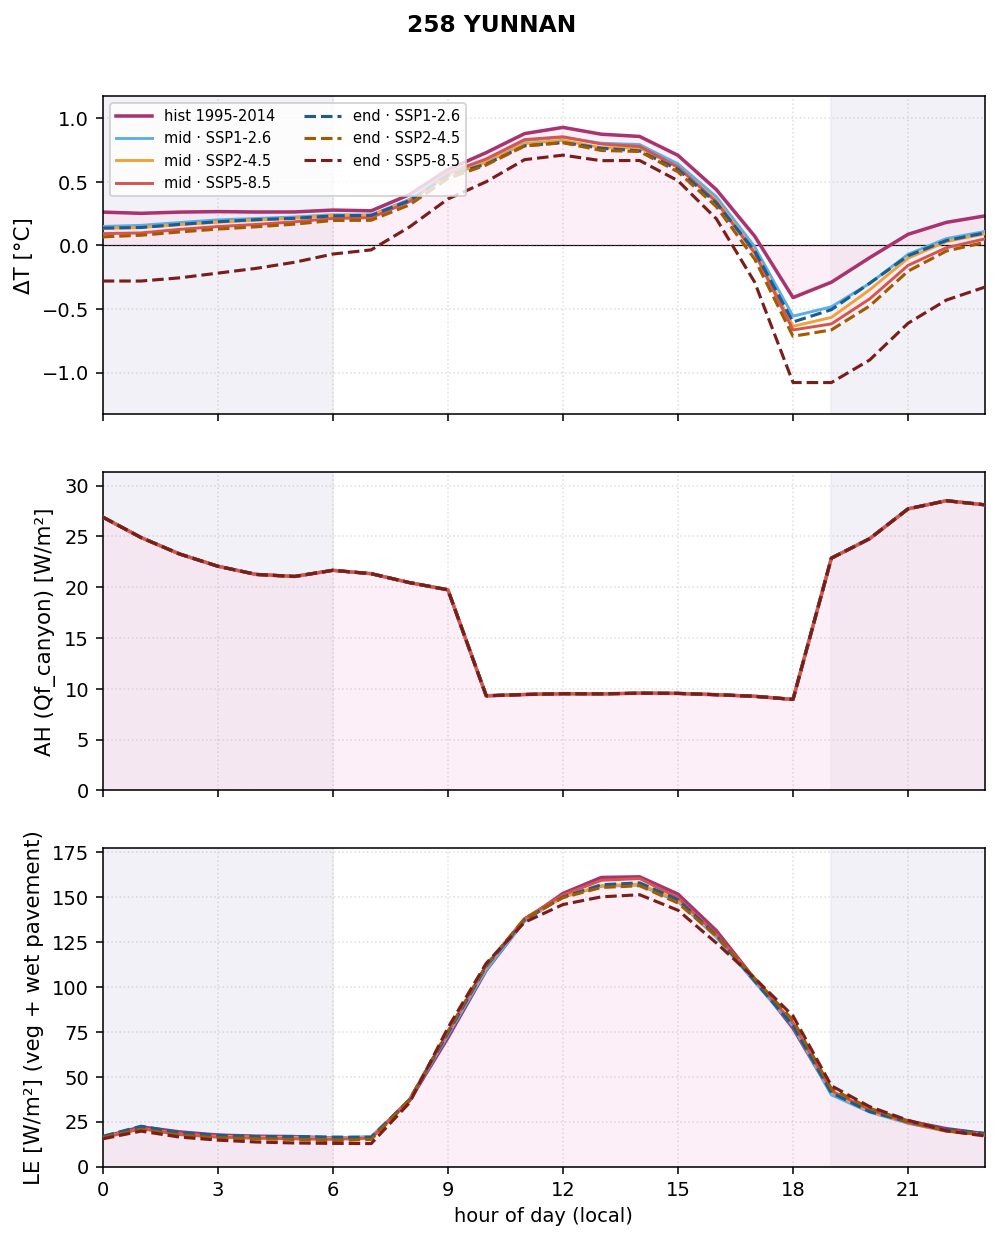 258 YUNNAN
hist 1995-2014
mid · SSP1-2.6
mid · SSP2-4.5
mid · SSP5-8.5
end · SSP1-2.6
end · SSP2-4.5
end · SSP5-8.5
ΔT [°C]
1.0
0.5
0.0
−0.5
−1.0
AH (Qf_canyon) [W/m²]
30
25
20
15
10
5
0
LE [W/m²] (veg + wet pavement)
175
150
125
100
75
50
25
0
0 3 6 9 12 15 18 21
hour of day (local)